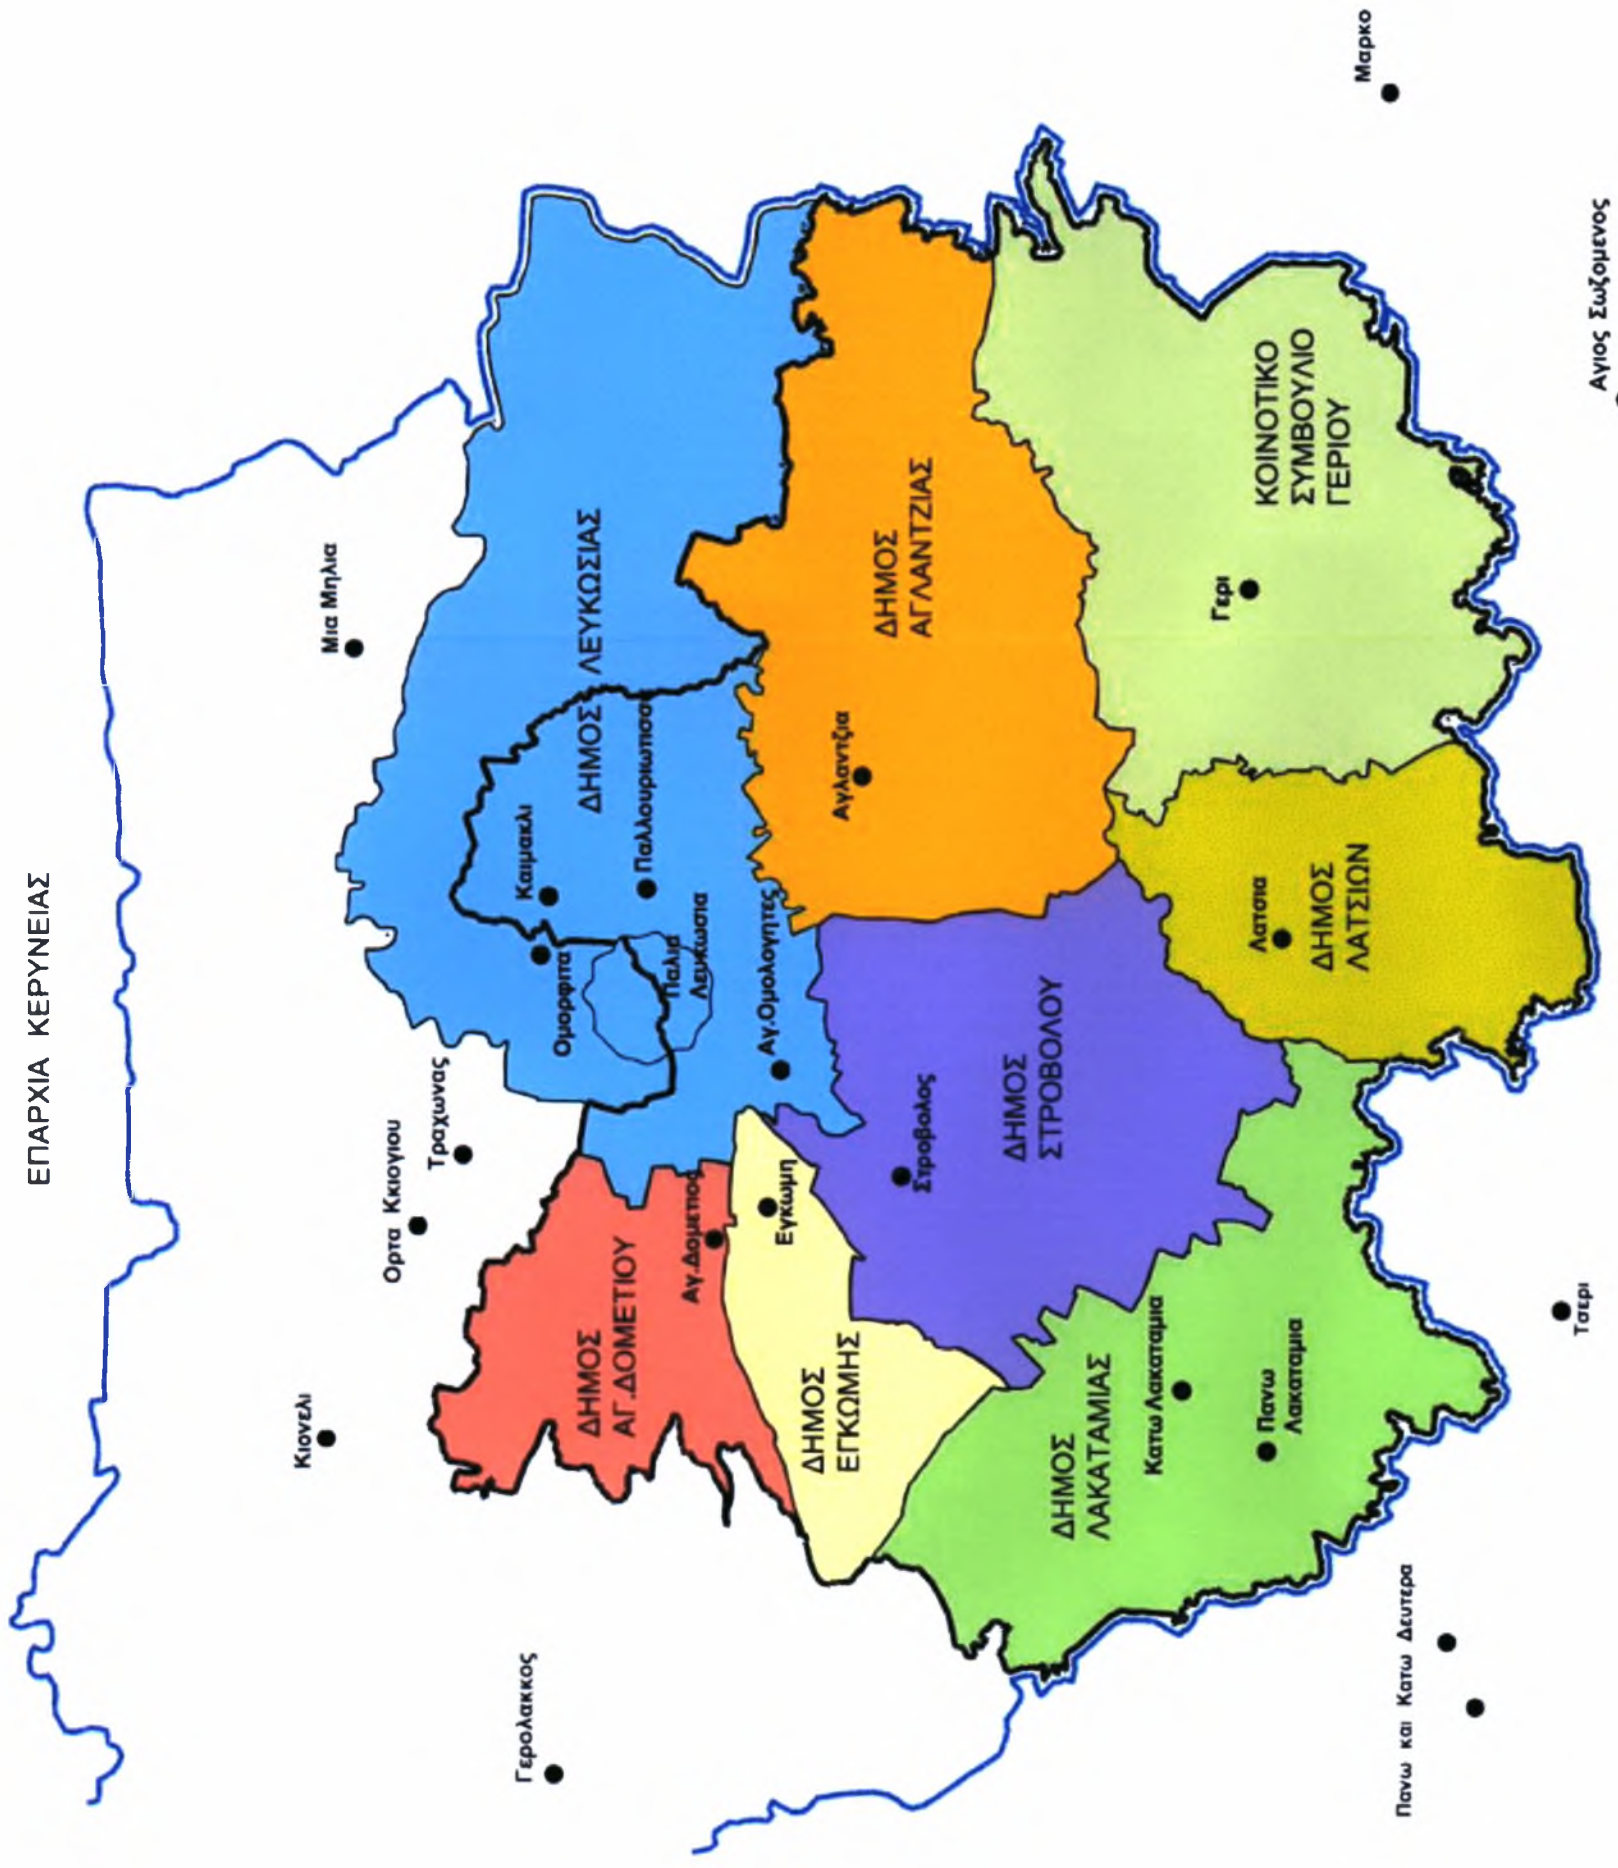 ΕΠΑΡΧΙΑ ΚΕΡΥΝΕΙΑΣ
Μια Μηλια
Κιονελι
Ορτα Κκιογιου
Τραχωνας
Γερολακκος
ΔΗΜΟΣ ΛΕΥΚΩΣΙΑΣ
Καιμακλι
Ομορφιτα
Παλλουριωτισσα
Παλια
Λευκωσια
Αγ.Ομολογητες
ΔΗΜΟΣ
ΑΓ.ΔΟΜΕΤΙΟΥ
Αγ.Δομετιος
Εγκωμη
ΔΗΜΟΣ
ΕΓΚΩΜΗΣ
ΔΗΜΟΣ
ΑΓΛΑΝΤΖΙΑΣ
Αγλαντζια
Στροβολος
ΔΗΜΟΣ
ΣΤΡΟΒΟΛΟΥ
ΔΗΜΟΣ
ΛΑΚΑΤΑΜΙΑΣ
Κατω Λακαταμια
Πανω
Λακαταμια
Λατσια
ΔΗΜΟΣ
ΛΑΤΣΙΩΝ
Γερι
ΚΟΙΝΟΤΙΚΟ
ΣΥΜΒΟΥΛΙΟ
ΓΕΡΙΟΥ
Μαρκο
Αγιος Σωζομενος
Τσερι
Πανω και Κατω Δευτερα